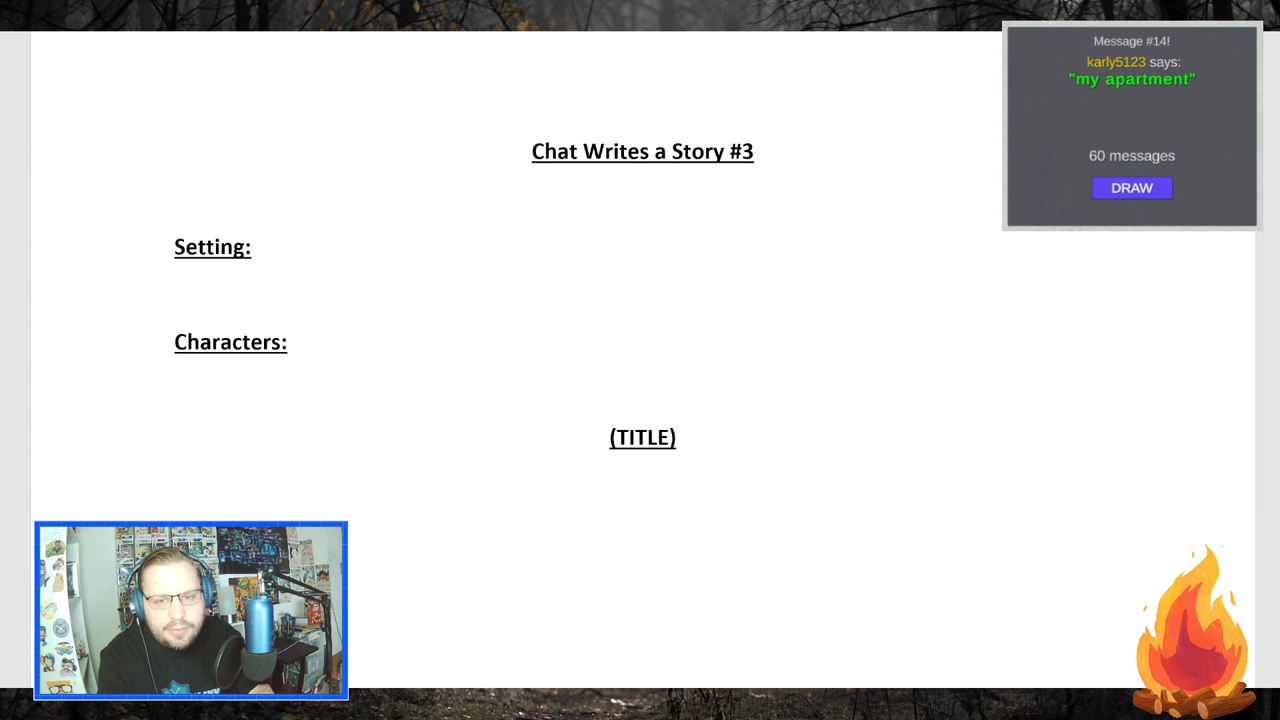 Message #14!
karly5123 says:
"my apartment"
60 messages
DRAW
Chat Writes a Story #3
Setting:
Characters:
(TITLE)